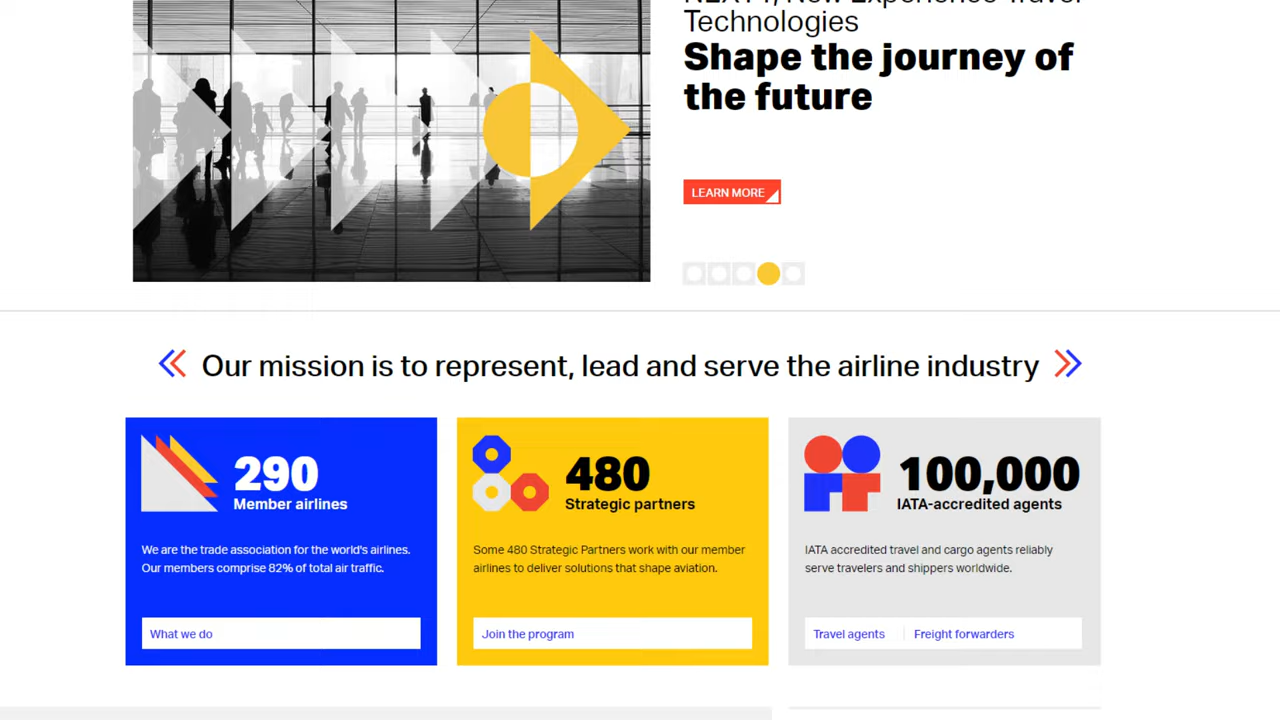 Technologies
Shape the journey of
the future
LEARN MORE
Our mission is to represent, lead and serve the airline industry
290
Member airlines
We are the trade association for the world's airlines.
Our members comprise 82% of total air traffic.
What we do
480
Strategic partners
Some 480 Strategic Partners work with our member
airlines to deliver solutions that shape aviation.
Join the program
100,000
IATA-accredited agents
IATA accredited travel and cargo agents reliably
serve travelers and shippers worldwide.
Travel agents Freight forwarders